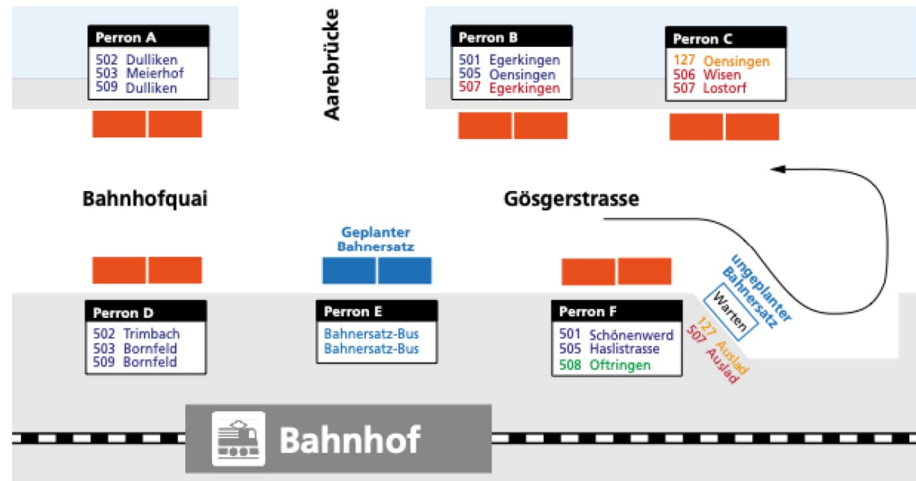 Perron A
502 Dulliken
503 Meierhof
509 Dulliken
Aarebrücke
Perron B
501 Egerkingen
505 Oensingen
507 Egerkingen
Perron C
127 Oensingen
506 Wisen
507 Lostorf
Bahnhofquai
Gösgerstrasse
Geplanter
Bahnersatz
ungeplanter
Bahnersatz
Warten
127 Auslad
507 Auslad
Perron D
502 Trimbach
503 Bornfeld
509 Bornfeld
Perron E
Bahnersatz-Bus
Bahnersatz-Bus
Perron F
501 Schönenwerd
505 Haslistrasse
508 Oftringen
Bahnhof